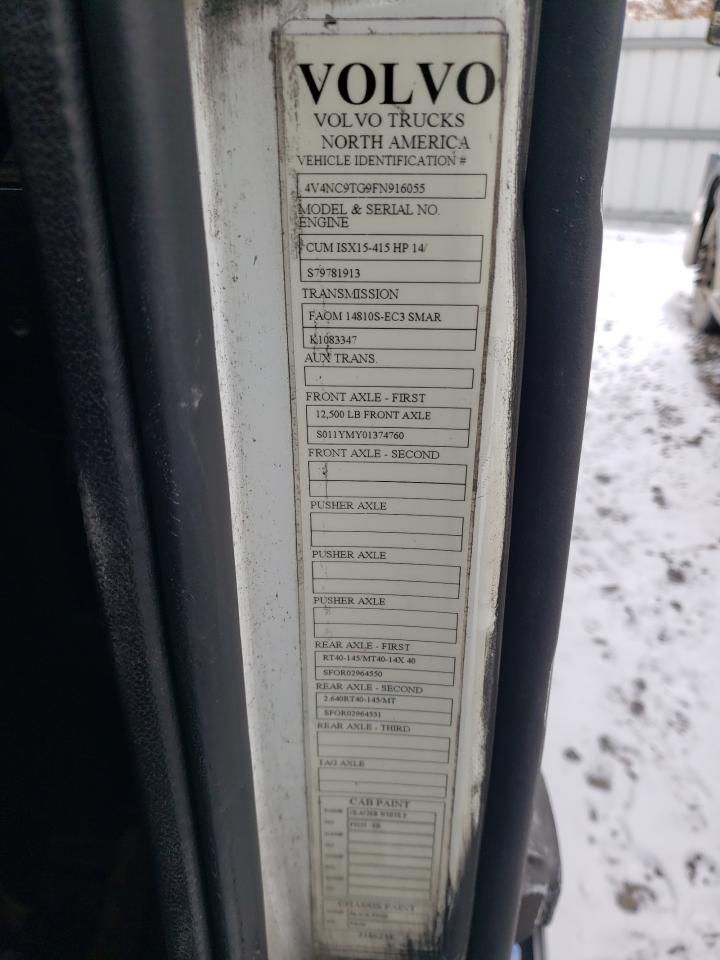 VOLVO
VOLVO TRUCKS
NORTH AMERICA
VEHICLE IDENTIFICATION #
4V4NC9TG9FN916055
MODEL & SERIAL NO.
ENGINE
CUM ISX15-415 HP 14/
S79781913
TRANSMISSION
FAOM 14810S-EC3 SMAR
K1083347
AUX TRANS.
FRONT AXLE - FIRST
12,500 LB FRONT AXLE
S011YMY01374760
FRONT AXLE - SECOND
PUSHER AXLE
PUSHER AXLE
PUSHER AXLE
REAR AXLE - FIRST
RT40-145/MT40-14X 40
SFOR02964550
REAR AXLE - SECOND
2.640RT40-145/MT
SFOR02964551
REAR AXLE - THIRD
TAG AXLE
CAB PAINT
CHASSIS PAINT